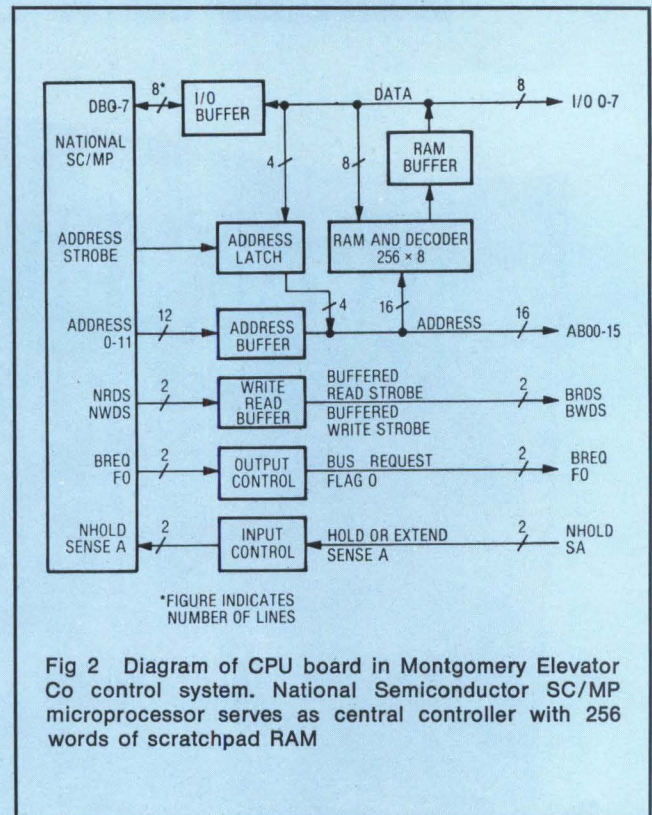 8*
DBO-7
I/O
BUFFER
DATA
8
I/O 0-7
NATIONAL
SC/MP
4
8
RAM
BUFFER
ADDRESS
STROBE
ADDRESS
LATCH
RAM AND DECODER
256 × 8
4
16
ADDRESS
0-11
12
ADDRESS
BUFFER
ADDRESS
16
AB00-15
NRDS
NWDS
2
WRITE
READ
BUFFER
BUFFERED
READ STROBE
BUFFERED
WRITE STROBE
2
BRDS
BWDS
BREQ
F0
2
OUTPUT
CONTROL
BUS REQUEST
FLAG 0
2
BREQ
F0
NHOLD
SENSE A
2
INPUT
CONTROL
HOLD OR EXTEND
SENSE A
2
NHOLD
SA
*FIGURE INDICATES
NUMBER OF LINES
Fig 2 Diagram of CPU board in Montgomery Elevator
Co control system. National Semiconductor SC/MP
microprocessor serves as central controller with 256
words of scratchpad RAM